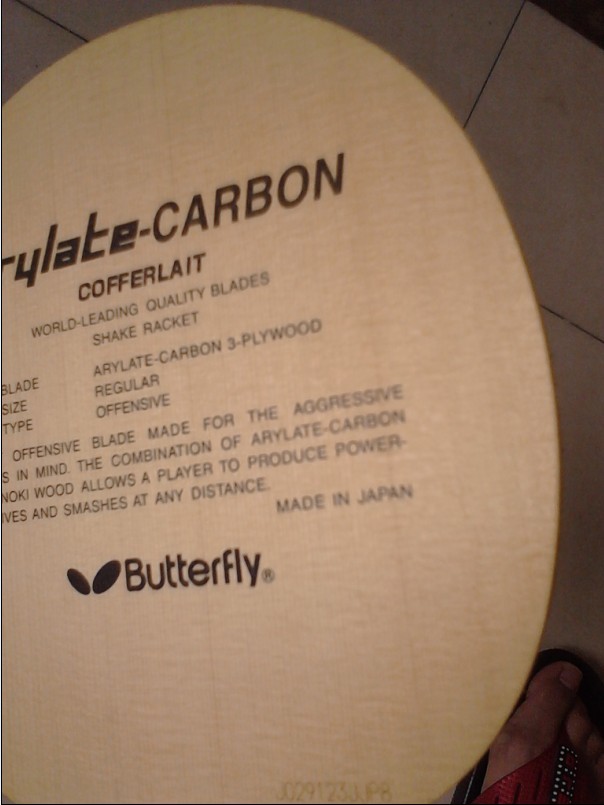 rylate-CARBON
COFFERLAIT
WORLD-LEADING QUALITY BLADES
SHAKE RACKET
BLADE ARYLATE-CARBON 3-PLYWOOD
SIZE REGULAR
TYPE OFFENSIVE
OFFENSIVE BLADE MADE FOR THE AGGRESSIVE
S IN MIND. THE COMBINATION OF ARYLATE-CARBON
NOKI WOOD ALLOWS A PLAYER TO PRODUCE POWER-
IVES AND SMASHES AT ANY DISTANCE.
MADE IN JAPAN
Butterfly®